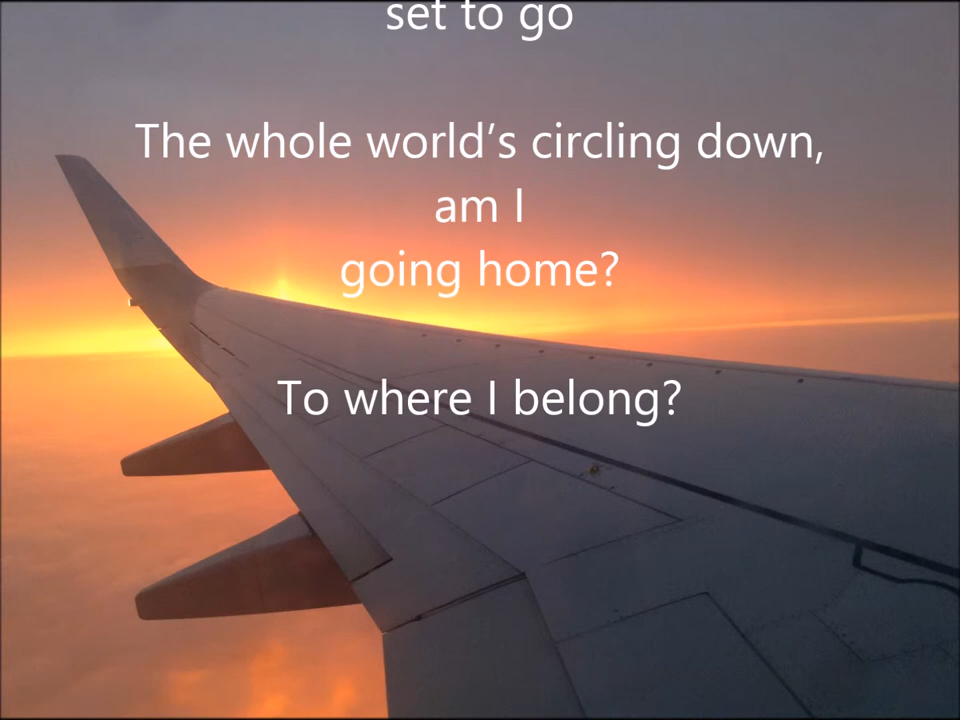 set to go
The whole world’s circling down,
am I
going home?
To where I belong?